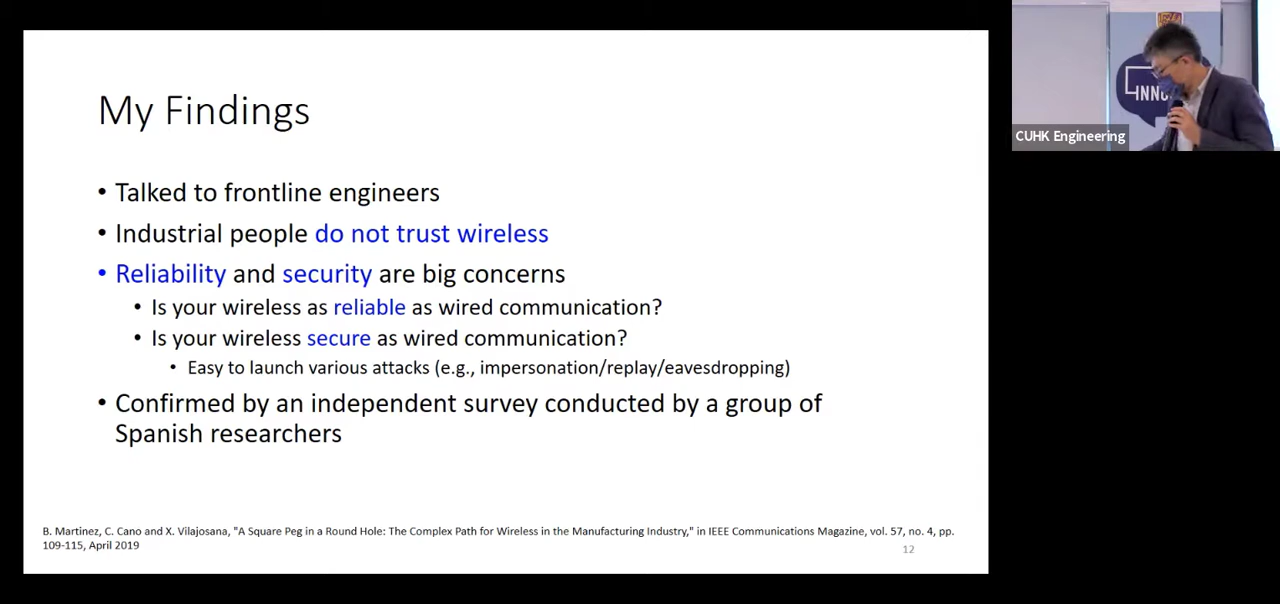 My Findings
• Talked to frontline engineers
• Industrial people do not trust wireless
• Reliability and security are big concerns
• Is your wireless as reliable as wired communication?
• Is your wireless secure as wired communication?
• Easy to launch various attacks (e.g., impersonation/replay/eavesdropping)
• Confirmed by an independent survey conducted by a group of
Spanish researchers
B. Martinez, C. Cano and X. Vilajosana, "A Square Peg in a Round Hole: The Complex Path for Wireless in the Manufacturing Industry," in IEEE Communications Magazine, vol. 57, no. 4, pp.
109-115, April 2019
12
CUHK Engineering